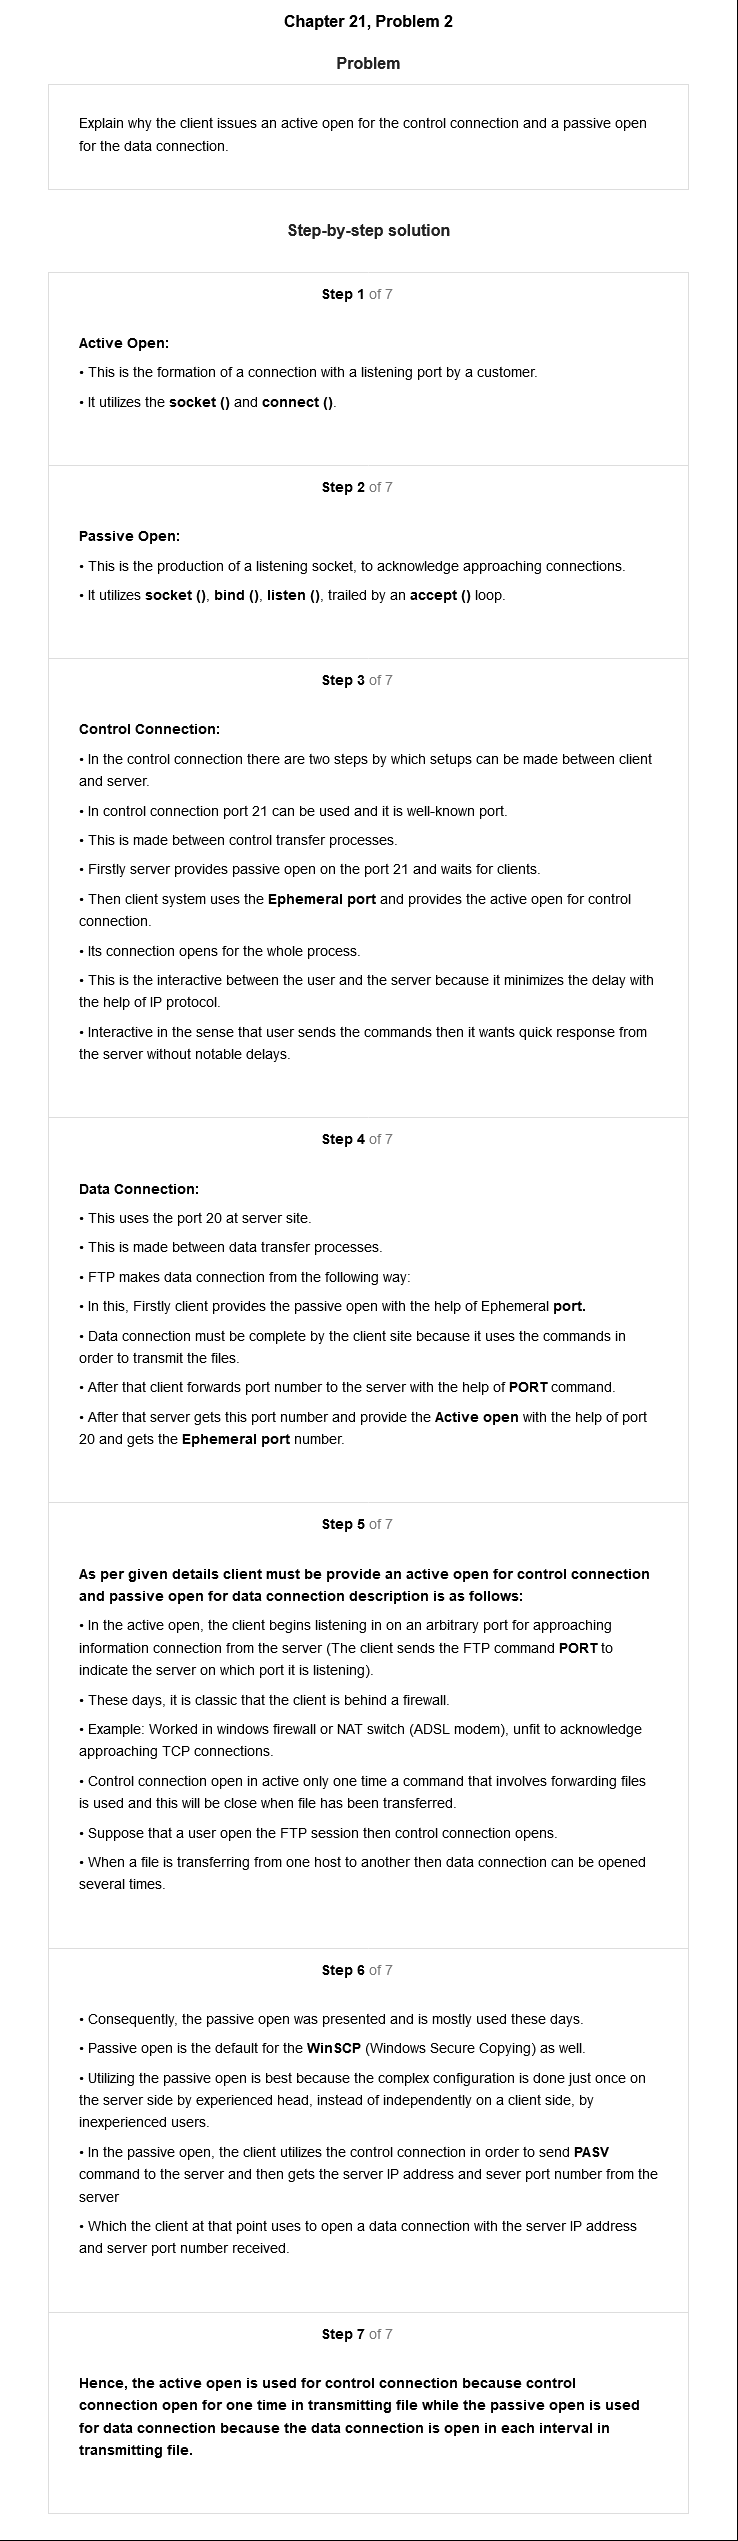 Chapter 21, Problem 2
Problem
Explain why the client issues an active open for the control connection and a passive open
for the data connection.
Step-by-step solution
Step 1 of 7
Active Open:
• This is the formation of a connection with a listening port by a customer.
• It utilizes the socket () and connect ().
Step 2 of 7
Passive Open:
• This is the production of a listening socket, to acknowledge approaching connections.
• It utilizes socket (), bind (), listen (), trailed by an accept () loop.
Step 3 of 7
Control Connection:
• In the control connection there are two steps by which setups can be made between client
and server.
• In control connection port 21 can be used and it is well-known port.
• This is made between control transfer processes.
• Firstly server provides passive open on the port 21 and waits for clients.
• Then client system uses the Ephemeral port and provides the active open for control
connection.
• Its connection opens for the whole process.
• This is the interactive between the user and the server because it minimizes the delay with
the help of IP protocol.
• Interactive in the sense that user sends the commands then it wants quick response from
the server without notable delays.
Step 4 of 7
Data Connection:
• This uses the port 20 at server site.
• This is made between data transfer processes.
• FTP makes data connection from the following way:
• In this, Firstly client provides the passive open with the help of Ephemeral port.
• Data connection must be complete by the client site because it uses the commands in
order to transmit the files.
• After that client forwards port number to the server with the help of PORT command.
• After that server gets this port number and provide the Active open with the help of port
20 and gets the Ephemeral port number.
Step 5 of 7
As per given details client must be provide an active open for control connection
and passive open for data connection description is as follows:
• In the active open, the client begins listening in on an arbitrary port for approaching
information connection from the server (The client sends the FTP command PORT to
indicate the server on which port it is listening).
• These days, it is classic that the client is behind a firewall.
• Example: Worked in windows firewall or NAT switch (ADSL modem), unfit to acknowledge
approaching TCP connections.
• Control connection open in active only one time a command that involves forwarding files
is used and this will be close when file has been transferred.
• Suppose that a user open the FTP session then control connection opens.
• When a file is transferring from one host to another then data connection can be opened
several times.
Step 6 of 7
• Consequently, the passive open was presented and is mostly used these days.
• Passive open is the default for the WinSCP (Windows Secure Copying) as well.
• Utilizing the passive open is best because the complex configuration is done just once on
the server side by experienced head, instead of independently on a client side, by
inexperienced users.
• In the passive open, the client utilizes the control connection in order to send PASV
command to the server and then gets the server IP address and sever port number from the
server
• Which the client at that point uses to open a data connection with the server IP address
and server port number received.
Step 7 of 7
Hence, the active open is used for control connection because control
connection open for one time in transmitting file while the passive open is used
for data connection because the data connection is open in each interval in
transmitting file.